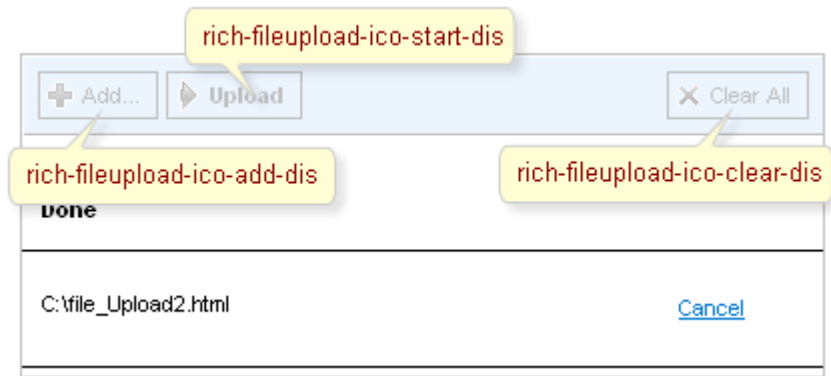 rich-fileupload-ico-start-dis
Add... Upload Clear All
rich-fileupload-ico-add-dis rich-fileupload-ico-clear-dis
Done
C:\file_Upload2.html Cancel